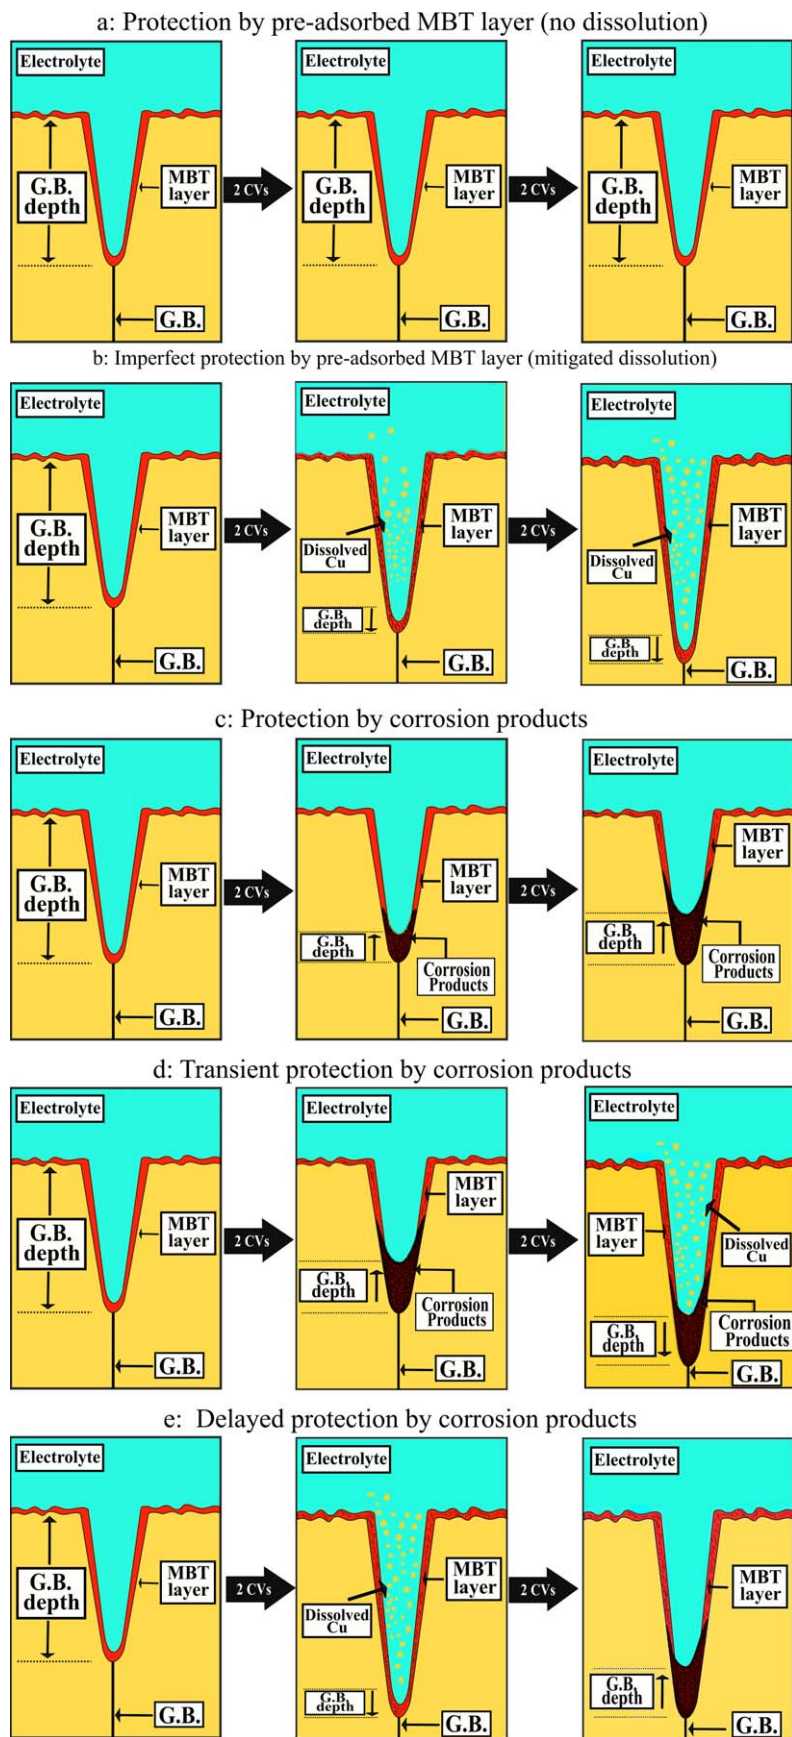 a: Protection by pre-adsorbed MBT layer (no dissolution)
Electrolyte
G.B.
depth
MBT
layer
G.B.
2 CVs
Electrolyte
G.B.
depth
MBT
layer
G.B.
2 CVs
Electrolyte
G.B.
depth
MBT
layer
G.B.
b: Imperfect protection by pre-adsorbed MBT layer (mitigated dissolution)
Electrolyte
G.B.
depth
MBT
layer
G.B.
2 CVs
Electrolyte
MBT
layer
Dissolved
Cu
G.B.
depth
G.B.
2 CVs
Electrolyte
MBT
layer
Dissolved
Cu
G.B.
depth
G.B.
c: Protection by corrosion products
Electrolyte
G.B.
depth
MBT
layer
G.B.
2 CVs
Electrolyte
MBT
layer
G.B.
depth
Corrosion
Products
G.B.
2 CVs
Electrolyte
MBT
layer
G.B.
depth
Corrosion
Products
G.B.
d: Transient protection by corrosion products
Electrolyte
G.B.
depth
MBT
layer
G.B.
2 CVs
Electrolyte
MBT
layer
G.B.
depth
Corrosion
Products
G.B.
2 CVs
Electrolyte
MBT
layer
Dissolved
Cu
G.B.
depth
Corrosion
Products
G.B.
e: Delayed protection by corrosion products
Electrolyte
G.B.
depth
MBT
layer
G.B.
2 CVs
Electrolyte
MBT
layer
Dissolved
Cu
G.B.
depth
G.B.
2 CVs
Electrolyte
MBT
layer
G.B.
depth
G.B.